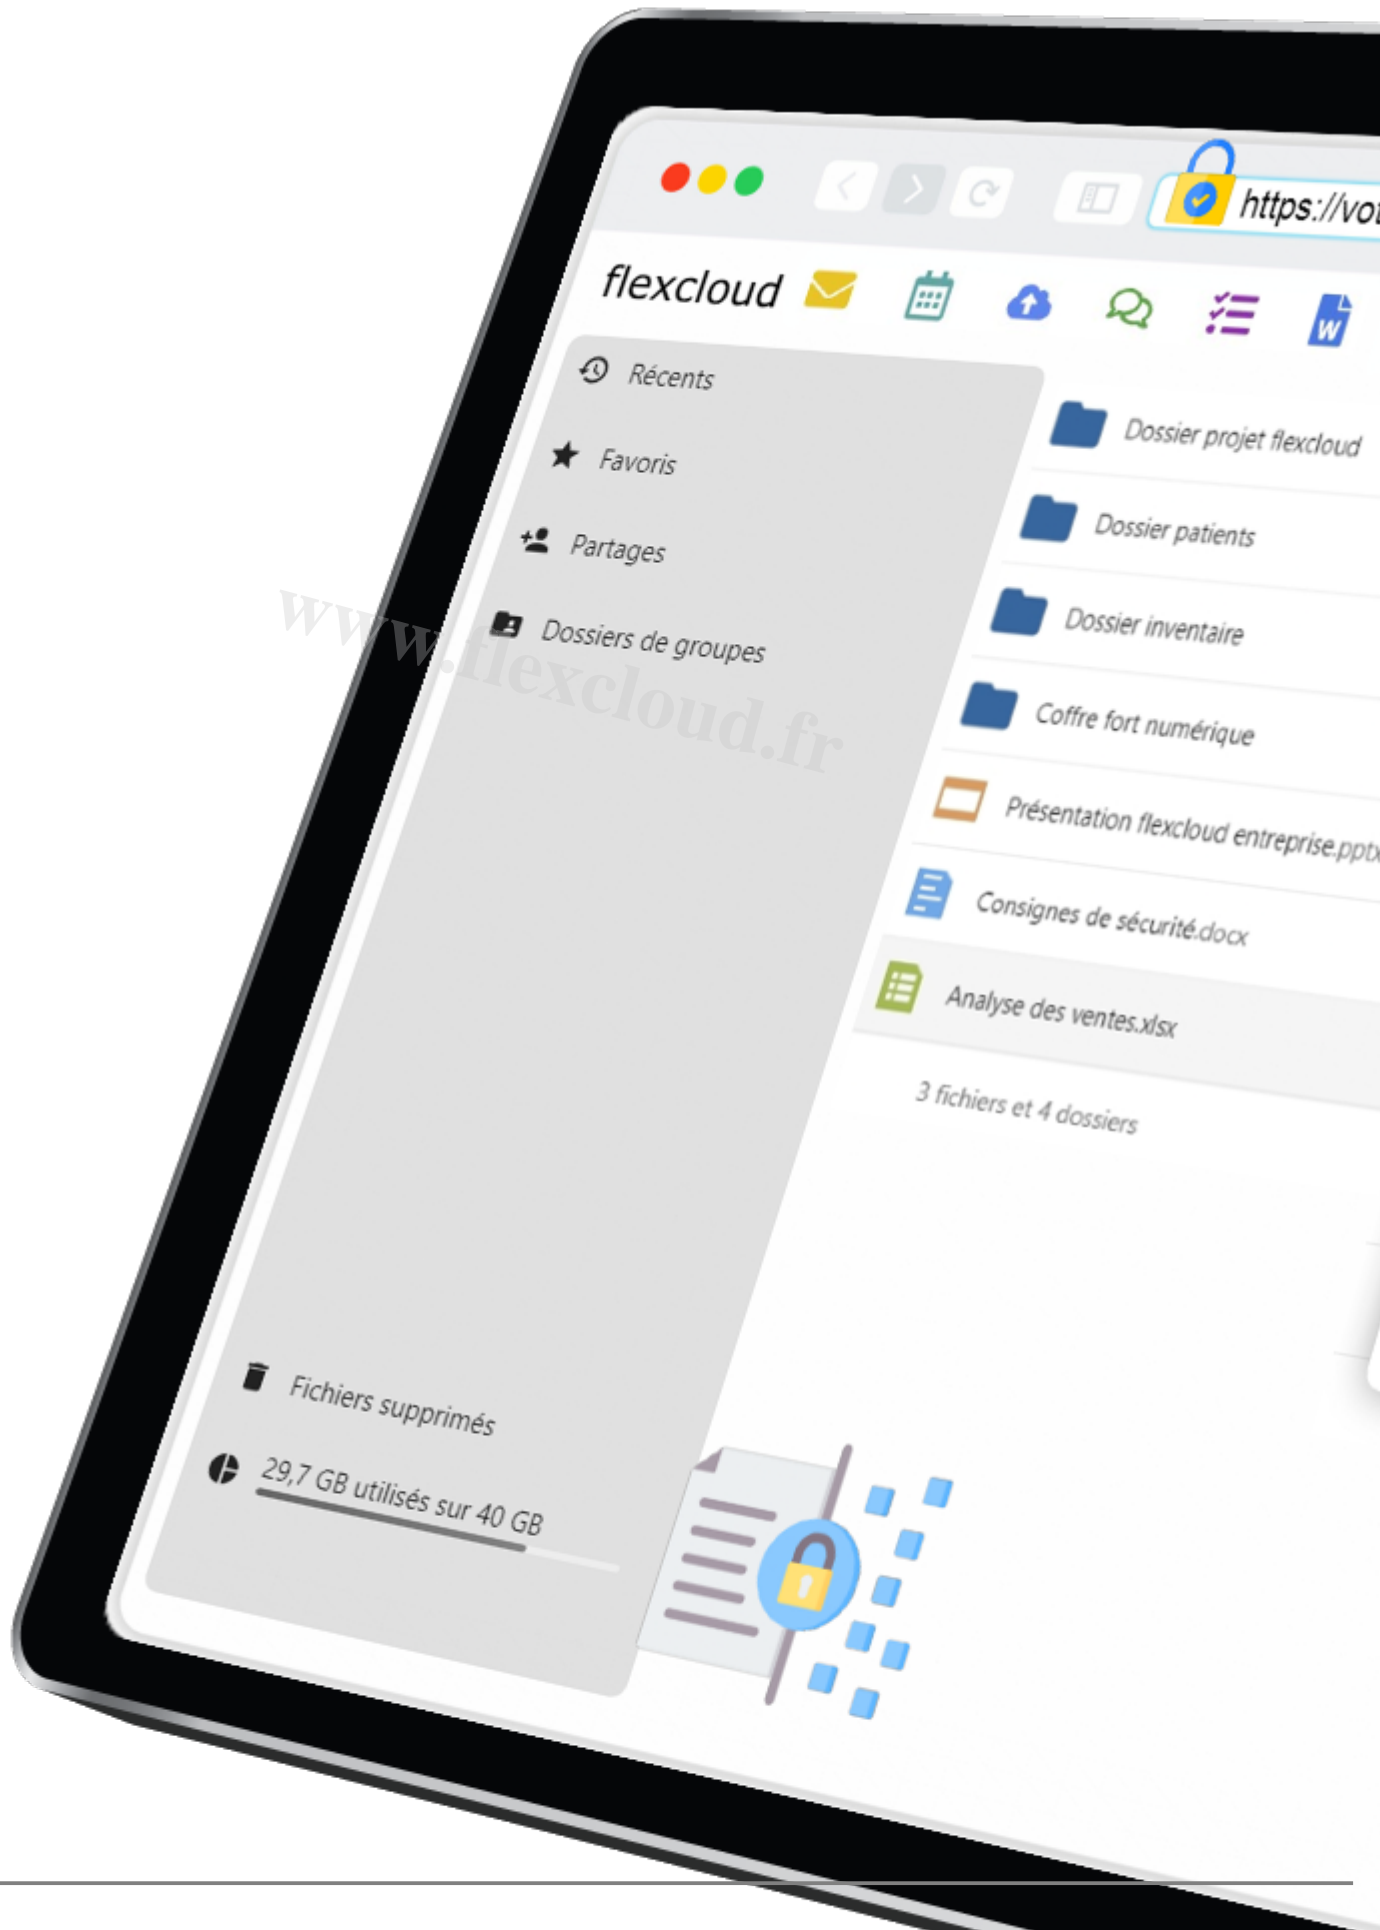 https://vot
flexcloud
W
Récents
Favoris
Partages
Dossiers de groupes
www.flexcloud.fr
Dossier projet flexcloud
Dossier patients
Dossier inventaire
Coffre fort numérique
Présentation flexcloud entreprise.pptx
Consignes de sécurité.docx
Analyse des ventes.xlsx
3 fichiers et 4 dossiers
Fichiers supprimés
29,7 GB utilisés sur 40 GB